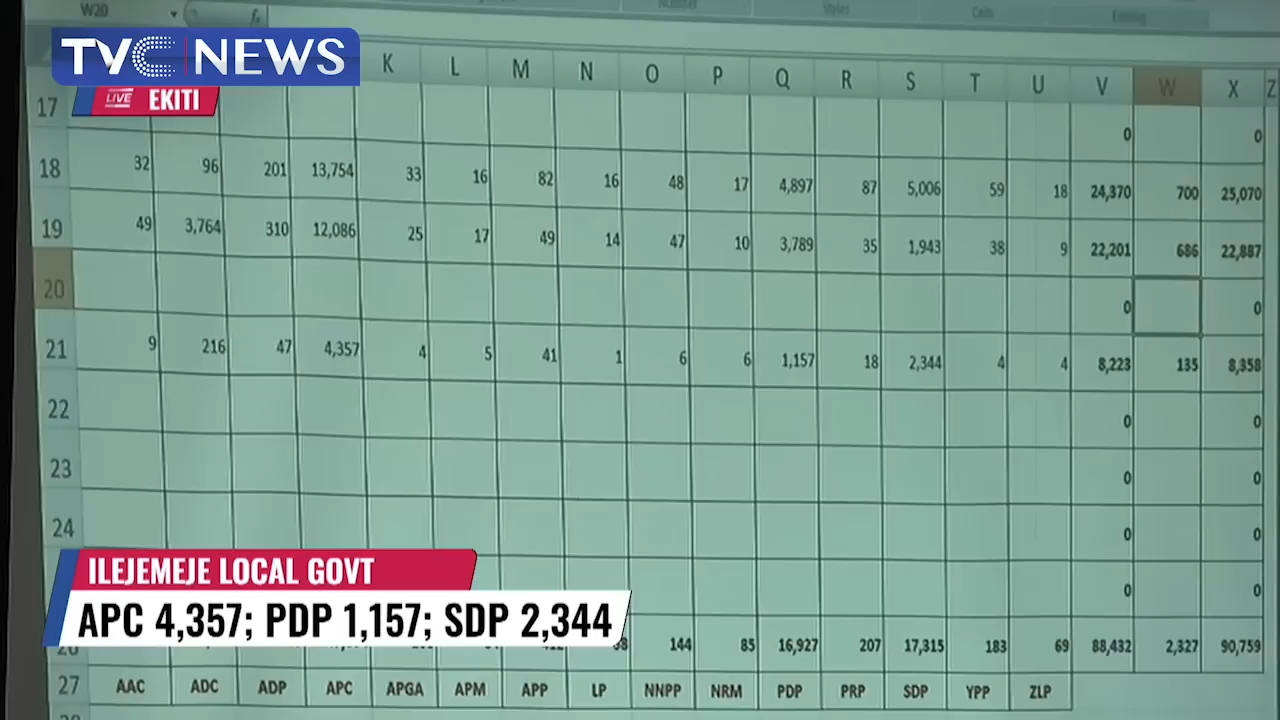 W20 fx
TVC NEWS
LIVE EKITI
K L M N O P Q R S T U V W X Z
17 0 0
18 32 96 201 13,754 33 16 82 16 48 17 4,897 87 5,006 59 18 24,370 700 25,070
19 49 3,764 310 12,086 25 17 49 14 47 10 3,789 35 1,943 38 9 22,201 686 22,887
20 0 0
21 9 216 47 4,357 4 5 41 1 6 6 1,157 18 2,344 4 4 8,223 135 8,358
22 0 0
23 0 0
24 0 0
0 0
ILEJEMEJE LOCAL GOVT
APC 4,357; PDP 1,157; SDP 2,344
144 85 16,927 207 17,315 183 69 88,432 2,327 90,759
27 AAC ADC ADP APC APGA APM APP LP NNPP NRM PDP PRP SDP YPP ZLP